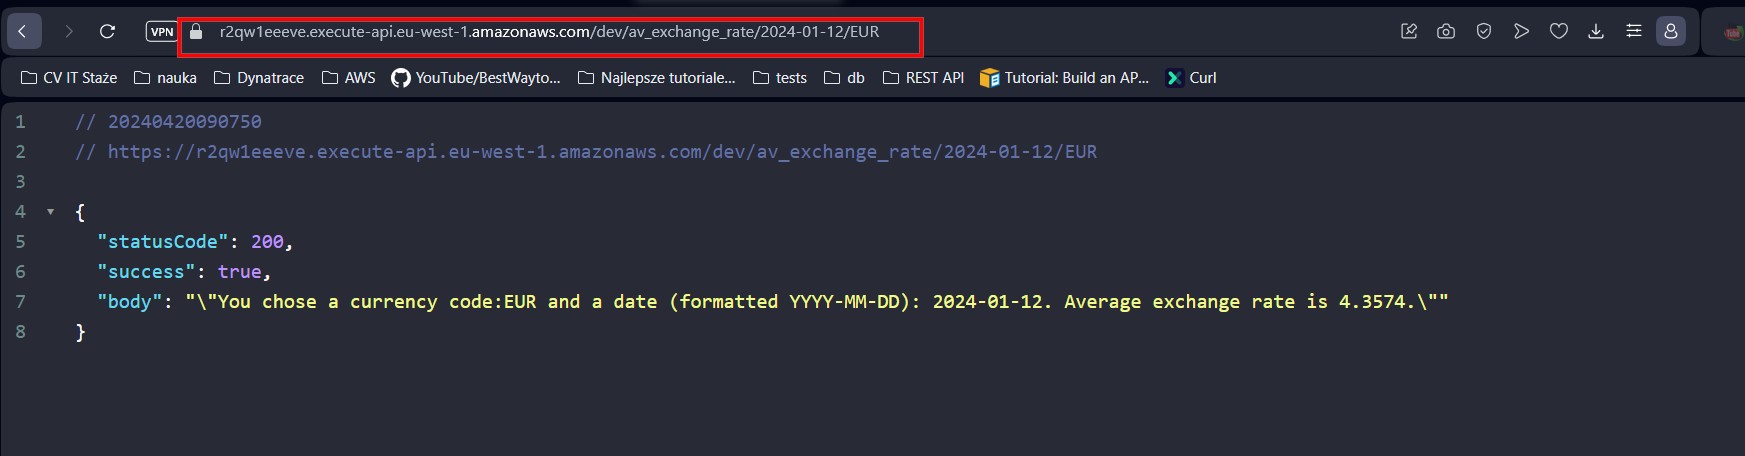 VPN r2qw1eeeve.execute-api.eu-west-1.amazonaws.com/dev/av_exchange_rate/2024-01-12/EUR
CV IT Staże nauka Dynatrace AWS YouTube/BestWayto... Najlepsze tutoriale... tests db REST API Tutorial: Build an AP... Curl
1 // 20240420090750
2 // https://r2qw1eeeve.execute-api.eu-west-1.amazonaws.com/dev/av_exchange_rate/2024-01-12/EUR
3
4 {
5 "statusCode": 200,
6 "success": true,
7 "body": "\"You chose a currency code:EUR and a date (formatted YYYY-MM-DD): 2024-01-12. Average exchange rate is 4.3574.\""
8 }